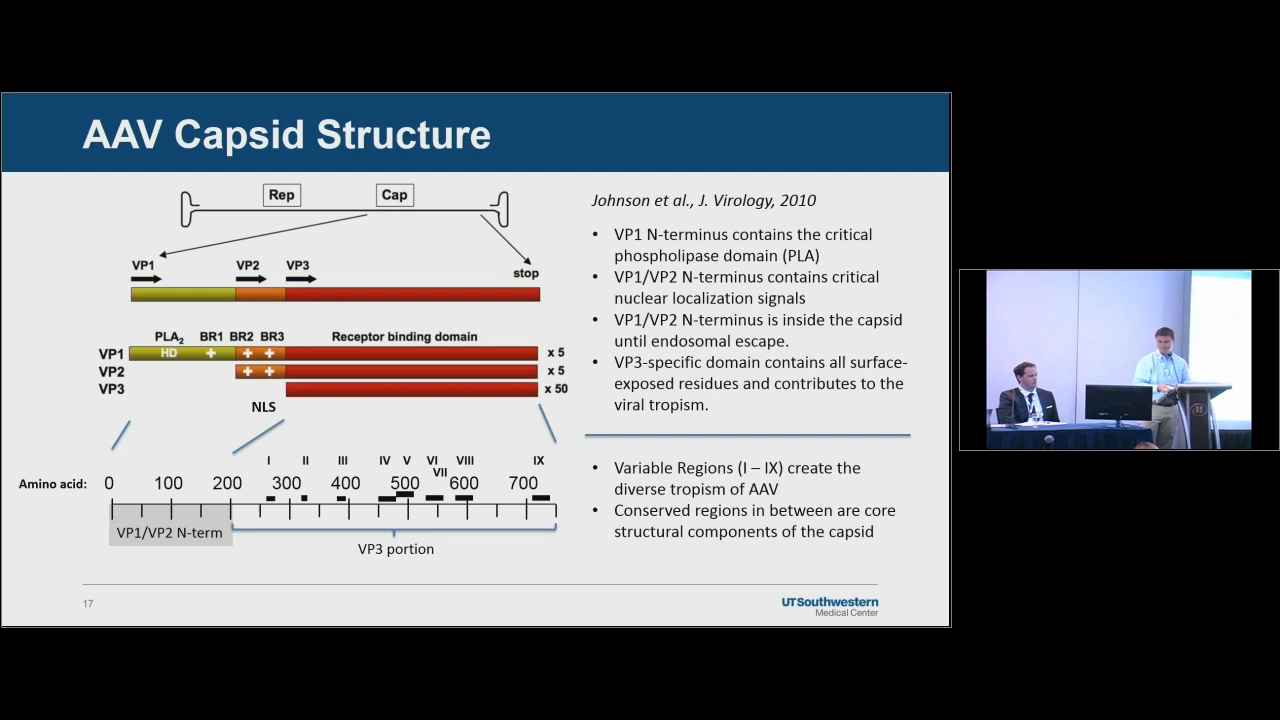 AAV Capsid Structure
Rep
Cap
VP1
VP2
VP3
stop
PLA2 BR1 BR2 BR3 Receptor binding domain
VP1 HD + + + x 5
VP2 + + x 5
VP3 x 50
NLS
I II III IV V VI VIII IX
VII
Amino acid: 0 100 200 300 400 500 600 700
VP1/VP2 N-term
VP3 portion
Johnson et al., J. Virology, 2010
• VP1 N-terminus contains the critical
phospholipase domain (PLA)
• VP1/VP2 N-terminus contains critical
nuclear localization signals
• VP1/VP2 N-terminus is inside the capsid
until endosomal escape.
• VP3-specific domain contains all surface-
exposed residues and contributes to the
viral tropism.
• Variable Regions (I – IX) create the
diverse tropism of AAV
• Conserved regions in between are core
structural components of the capsid
17
UTSouthwestern
Medical Center